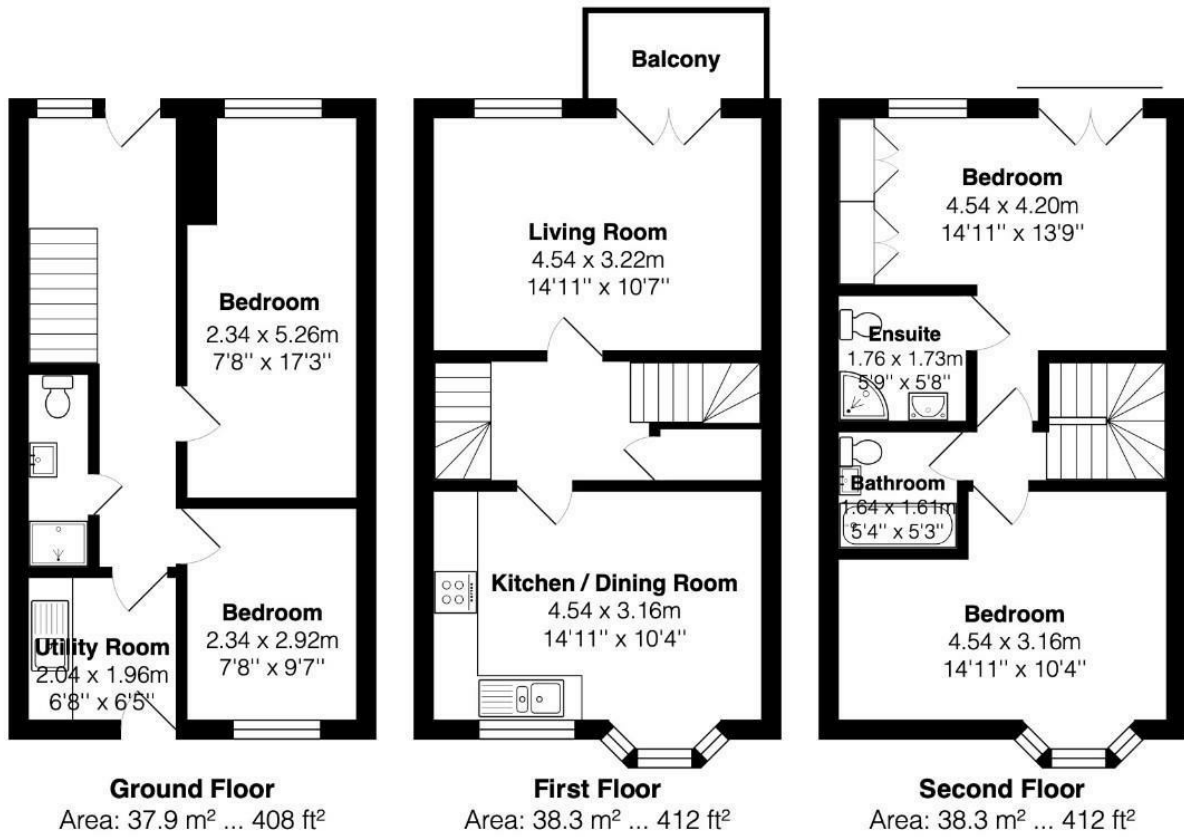 Balcony
Bedroom
2.34 x 5.26m
7'8'' x 17'3''
Bedroom
2.34 x 2.92m
7'8'' x 9'7''
Utility Room
2.04 x 1.96m
6'8'' x 6'5''
Ground Floor
Area: 37.9 m² ... 408 ft²
Living Room
4.54 x 3.22m
14'11'' x 10'7''
Kitchen / Dining Room
4.54 x 3.16m
14'11'' x 10'4''
First Floor
Area: 38.3 m² ... 412 ft²
Bedroom
4.54 x 4.20m
14'11'' x 13'9''
Ensuite
1.76 x 1.73m
5'9'' x 5'8''
Bathroom
1.64 x 1.61m
5'4'' x 5'3''
Bedroom
4.54 x 3.16m
14'11'' x 10'4''
Second Floor
Area: 38.3 m² ... 412 ft²